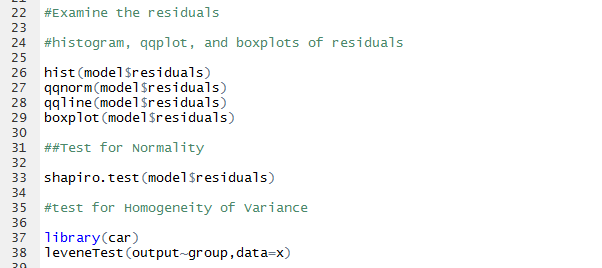 22 #Examine the residuals
23
24 #histogram, qqplot, and boxplots of residuals
25
26 hist(model$residuals)
27 qqnorm(model$residuals)
28 qqline(model$residuals)
29 boxplot(model$residuals)
30
31 ##Test for Normality
32
33 shapiro.test(model$residuals)
34
35 #test for Homogeneity of Variance
36
37 library(car)
38 leveneTest(output~group,data=x)